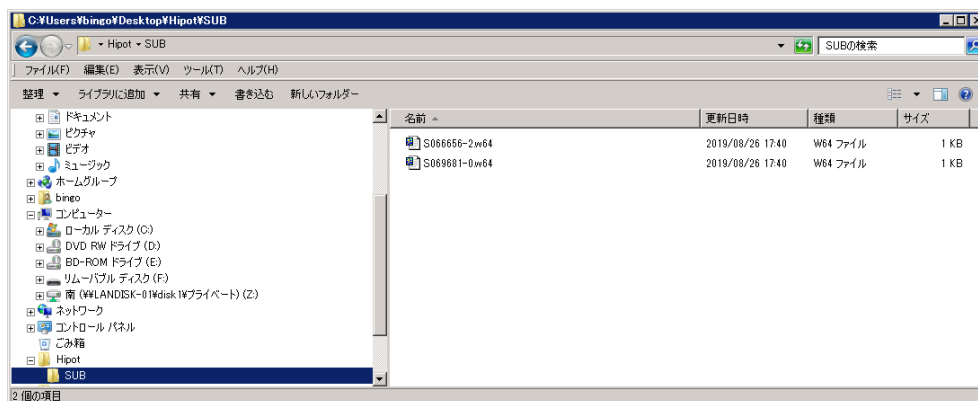 C:¥Users¥bingo¥Desktop¥Hipot¥SUB
Hipot SUB SUBの検索
ファイル(F) 編集(E) 表示(V) ツール(T) ヘルプ(H)
整理 ライブラリに追加 共有 書き込む 新しいフォルダー
ドキュメント
ピクチャ
ビデオ
ミュージック
ホームグループ
bingo
コンピューター
ローカル ディスク (C:)
DVD RW ドライブ (D:)
BD-ROM ドライブ (E:)
リムーバブル ディスク (F:)
南 (¥¥LANDISK-01¥disk1¥プライベート) (Z:)
ネットワーク
コントロール パネル
ごみ箱
Hipot
SUB
名前 更新日時 種類 サイズ
S066656-2.w64 2019/08/26 17:40 W64 ファイル 1 KB
S069681-0.w64 2019/08/26 17:40 W64 ファイル 1 KB
2 個の項目